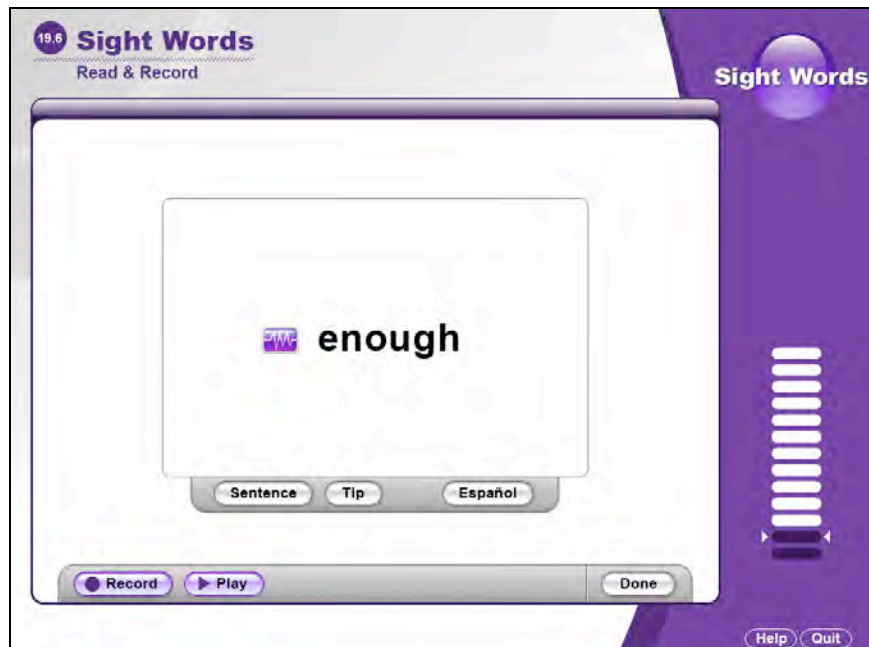 19.6 Sight Words
Read & Record
Sight Words
enough
Sentence Tip Español
Record Play Done
Help Quit